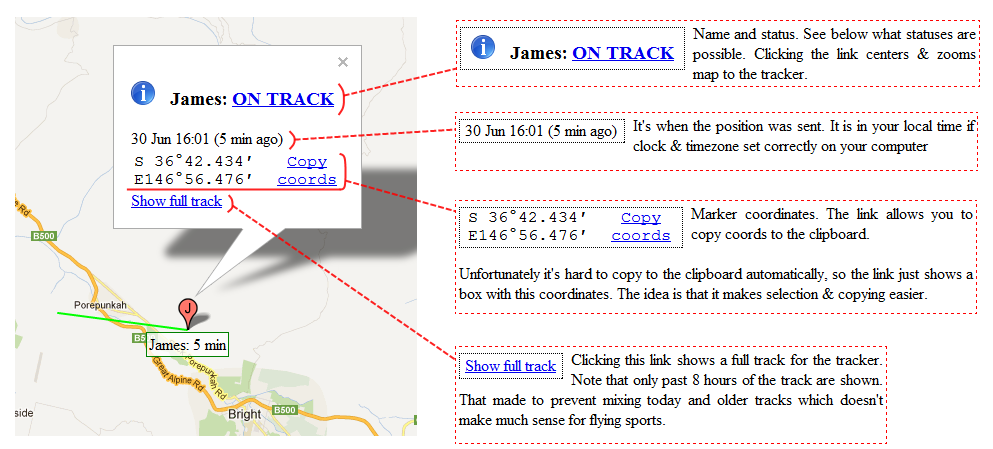 ×
James: ON TRACK
30 Jun 16:01 (5 min ago)
S 36°42.434′ Copy
E146°56.476′ coords
Show full track
ne Rd
B500
Porepunkah
J
B5
James: 5 min
Porepunkah Rd
Great Alpine Rd
side
Bright
B500
James: ON TRACK
Name and status. See below what statuses are
possible. Clicking the link centers & zooms
map to the tracker.
30 Jun 16:01 (5 min ago)
It's when the position was sent. It is in your local time if
clock & timezone set correctly on your computer
S 36°42.434′ Copy
E146°56.476′ coords
Marker coordinates. The link allows you to
copy coords to the clipboard.
Unfortunately it's hard to copy to the clipboard automatically, so the link just shows a
box with this coordinates. The idea is that it makes selection & copying easier.
Show full track
Clicking this link shows a full track for the tracker.
Note that only past 8 hours of the track are shown.
That made to prevent mixing today and older tracks which doesn't
make much sense for flying sports.